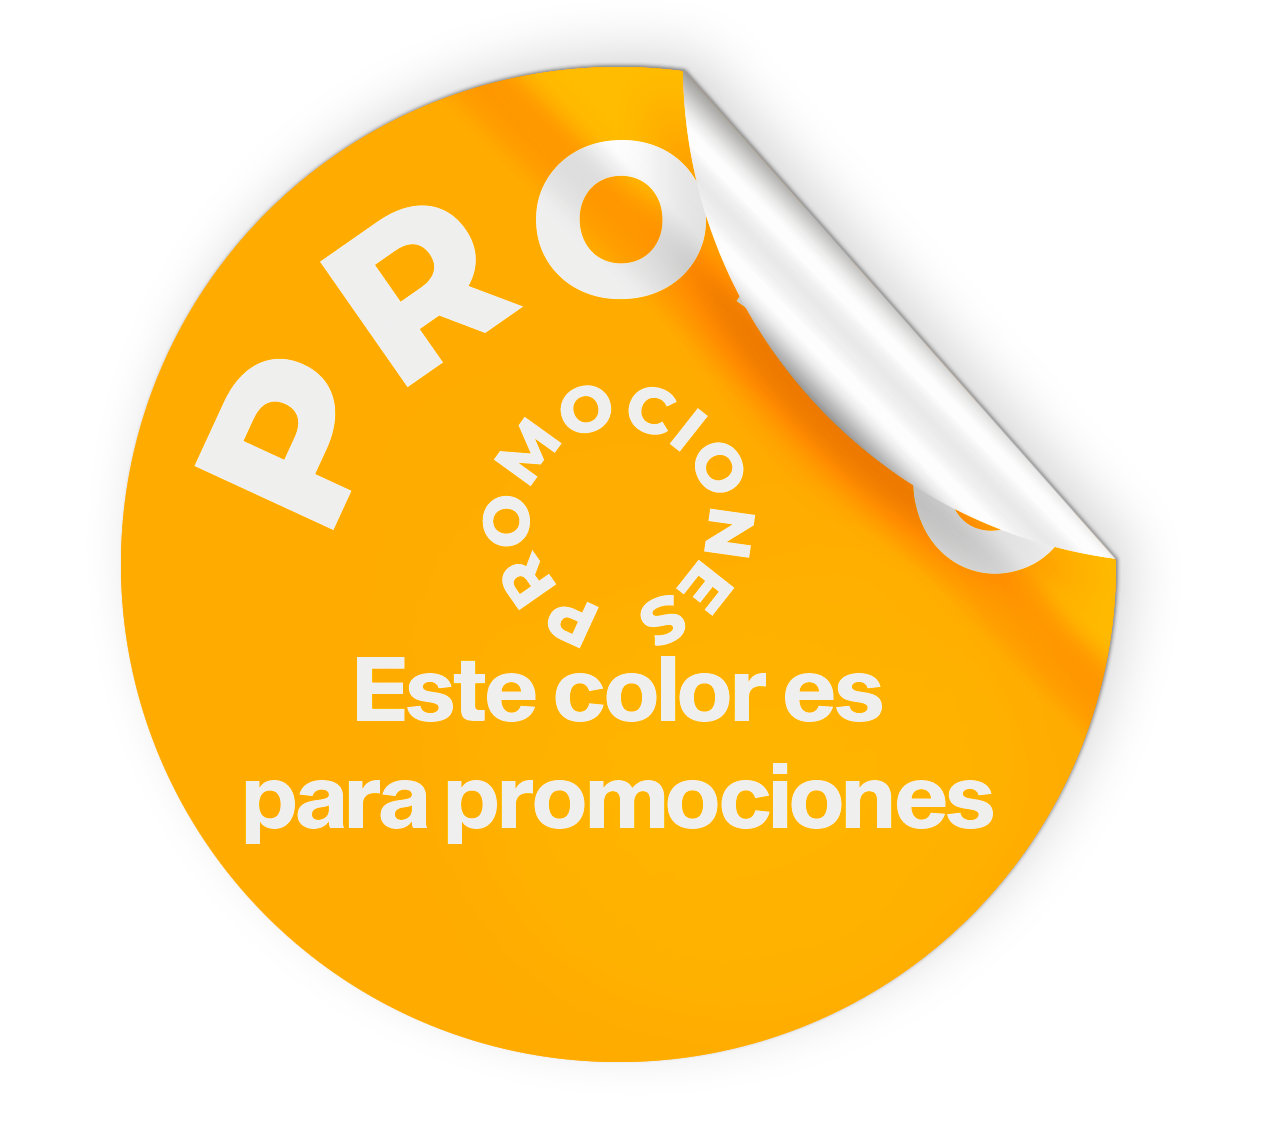 PRO
PROMOCIONES
Este color es
para promociones